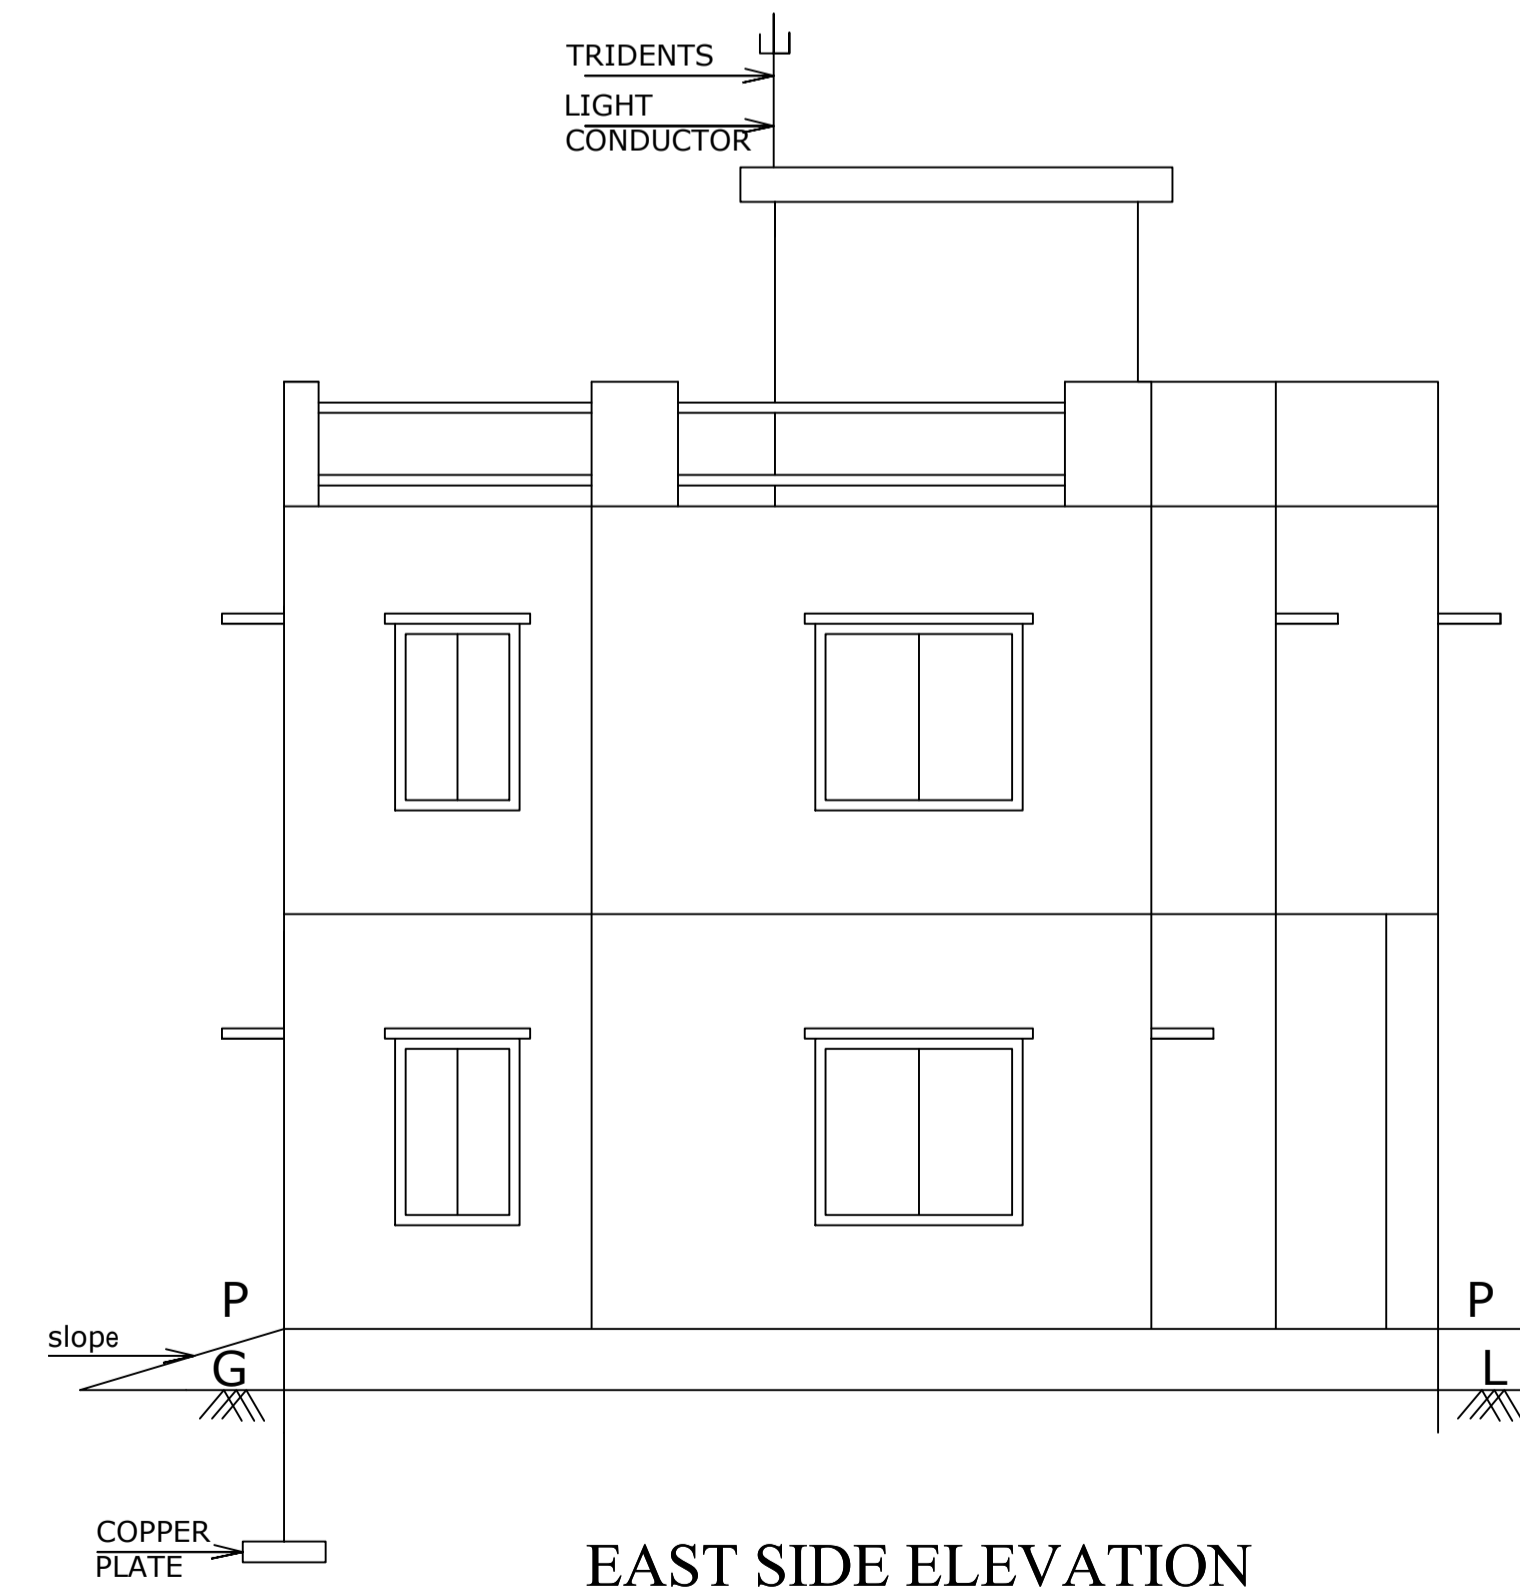 TRIDENTS
LIGHT
CONDUCTOR
P
P
slope
G
L
COPPER
PLATE
EAST SIDE ELEVATION